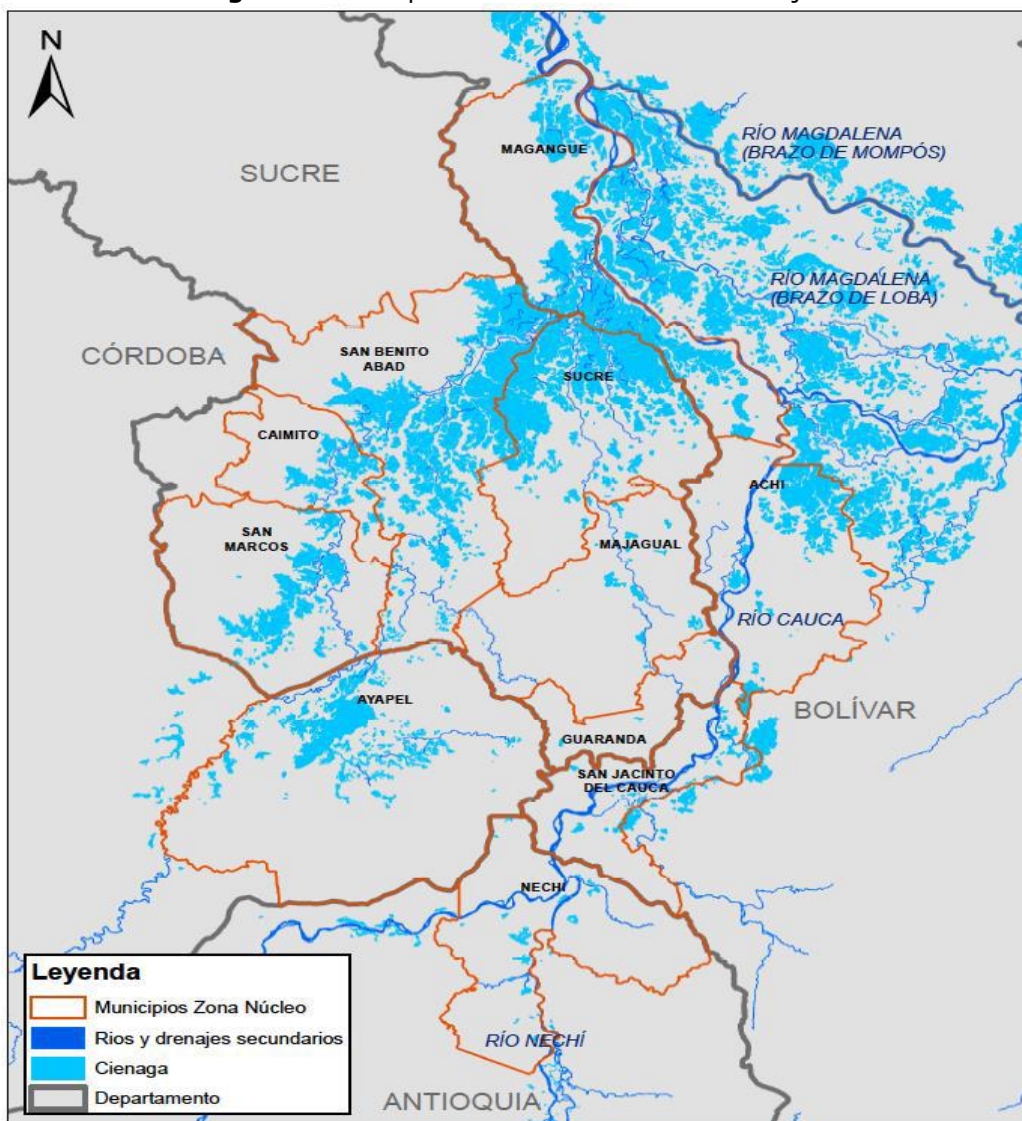 N
MAGANGUE
RÍO MAGDALENA
(BRAZO DE MOMPÓS)
SUCRE
RÍO MAGDALENA
(BRAZO DE LOBA)
CÓRDOBA
SAN BENITO
ABAD
SUCRE
CAIMITO
ACHI
SAN
MARCOS
MAJAGUAL
RÍO CAUCA
AYAPEL
BOLÍVAR
GUARANDA
SAN JACINTO
DEL CAUCA
NECHI
Leyenda
Municipios Zona Núcleo
Rios y drenajes secundarios
Cienaga
Departamento
RÍO NECHÍ
ANTIOQUIA